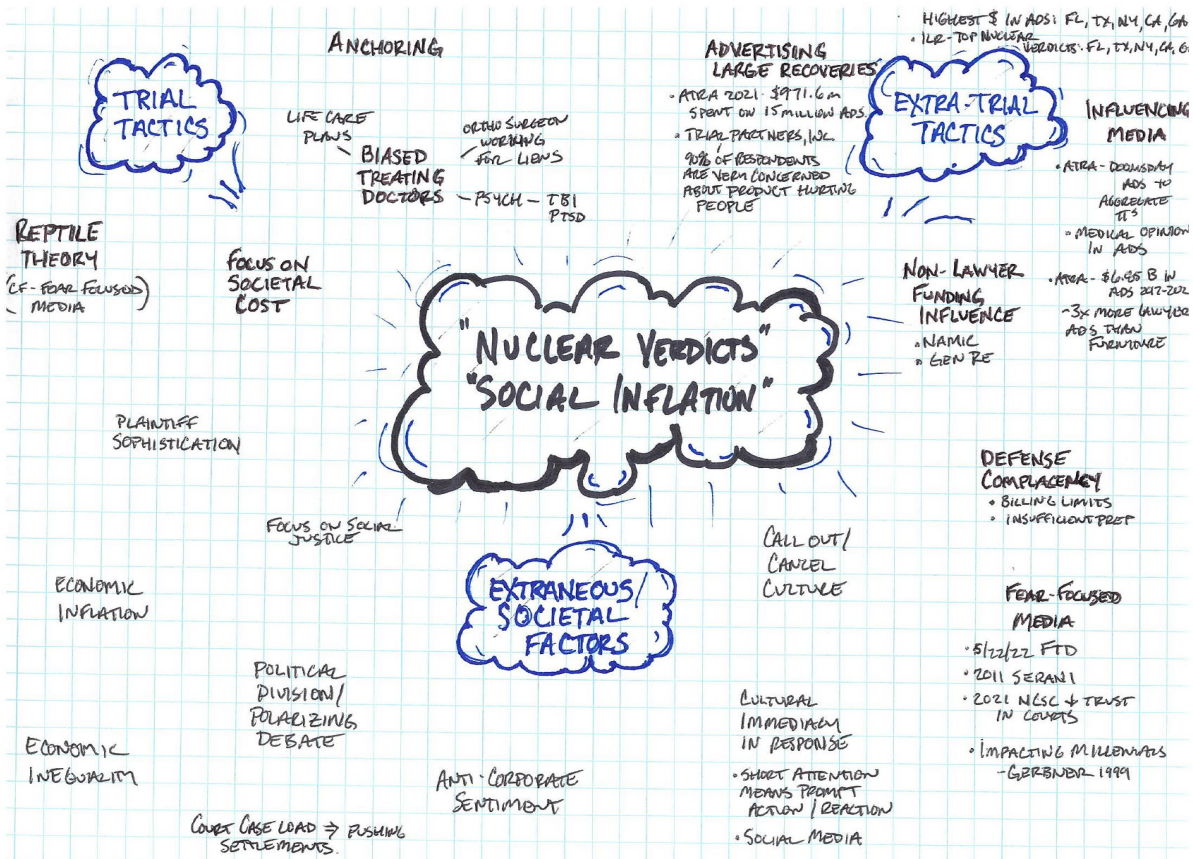 ANCHORING
TRIAL
TACTICS
LIFE CARE
PLANS
BIASED
TREATING
DOCTORS
ORTHO SURGEON
WORKING
FOR LIENS
- PSYCH - TBI
PTSD
REPTILE
THEORY
(CF - FEAR FOCUSED
MEDIA)
FOCUS ON
SOCIETAL
COST
ADVERTISING
LARGE RECOVERIES
• ATRA 2021 - $971.6m
SPENT ON 15 MILLION ADS
• TRIAL PARTNERS, INC.
90% OF RESPONDENTS
ARE VERY CONCERNED
ABOUT PRODUCT HURTING
PEOPLE
HIGHEST $ IN ADS: FL, TX, NY, CA, GA
• ILR - TOP NUCLEAR
VERDICTS: FL, TX, NY, CA, G
EXTRA-TRIAL
TACTICS
INFLUENCING
MEDIA
• ATRA - DOOMSDAY
ADS TO
AGGREGATE
πS
• MEDICAL OPINION
IN ADS
• ATRA - $6.85 B IN
ADS 2017-202
- 3x MORE LAWYER
ADS THAN
FURNITURE
NON-LAWYER
FUNDING
INFLUENCE
• NAMIC
• GEN RE
"NUCLEAR VERDICTS"
"SOCIAL INFLATION"
PLAINTIFF
SOPHISTICATION
DEFENSE
COMPLACENCY
• BILLING LIMITS
• INSUFFICIENT PREP
FOCUS ON SOCIAL
JUSTICE
EXTRANEOUS/
SOCIETAL
FACTORS
CALL OUT/
CANCEL
CULTURE
ECONOMIC
INFLATION
FEAR-FOCUSED
MEDIA
• 5/22/22 FTD
• 2011 SERANI
• 2021 NCSC ↓ TRUST
IN COURTS
• IMPACTING MILLENIALS
- GERBNER 1999
POLITICAL
DIVISION/
POLARIZING
DEBATE
CULTURAL
IMMEDIACY
IN RESPONSE
• SHORT ATTENTION
MEANS PROMPT
ACTION / REACTION
• SOCIAL MEDIA
ECONOMIC
INEQUALITY
ANTI-CORPORATE
SENTIMENT
COURT CASE LOAD ⇒ PUSHING
SETTLEMENTS.